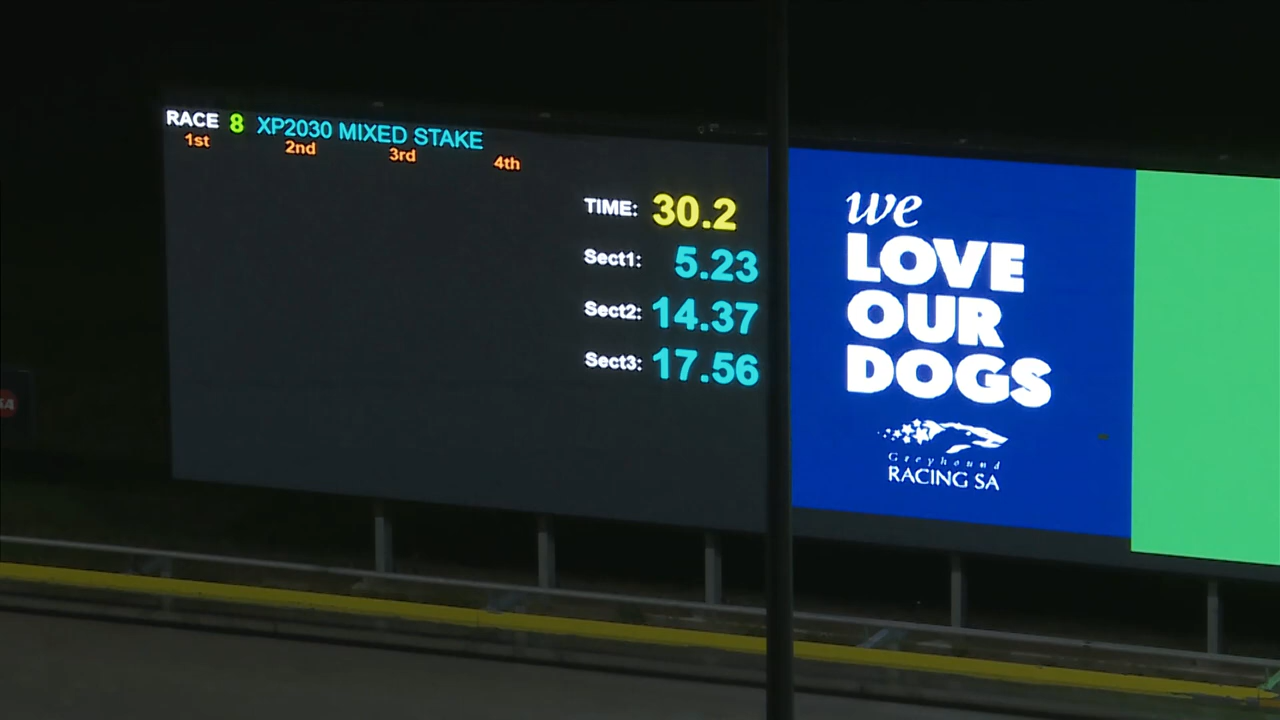 RACE 8 XP2030 MIXED STAKE
1st 2nd 3rd 4th
TIME: 30.2
Sect1: 5.23
Sect2: 14.37
Sect3: 17.56
we
LOVE
OUR
DOGS
Greyhound
RACING SA